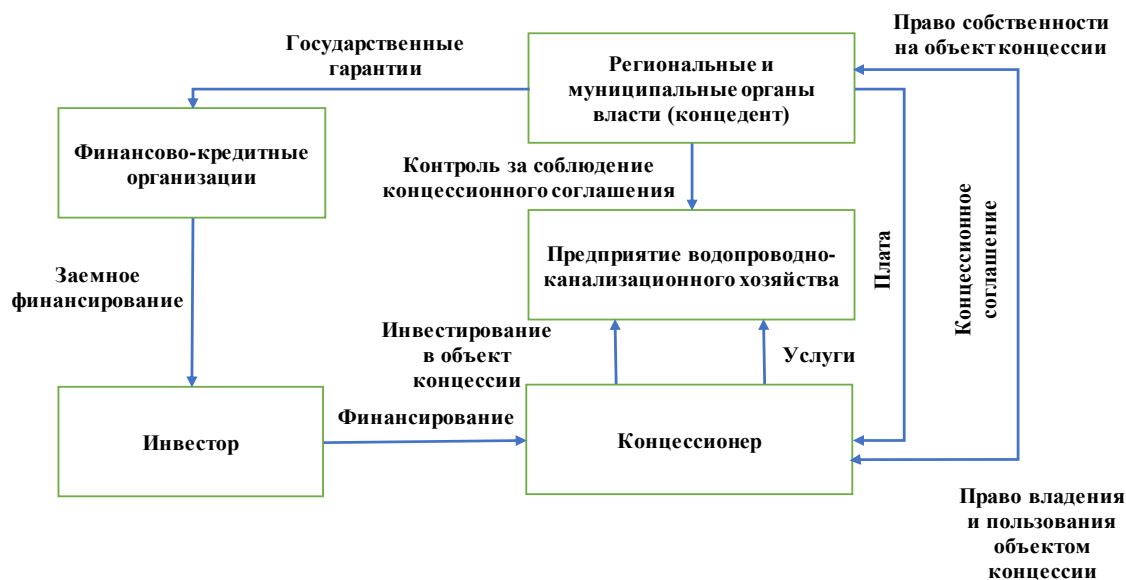 Государственные
гарантии
Региональные и
муниципальные органы
власти (концедент)
Право собственности
на объект концессии
Финансово-кредитные
организации
Контроль за соблюдение
концессионного соглашения
Предприятие водопроводно-
канализационного хозяйства
Плата
Концессионное
соглашение
Заемное
финансирование
Инвестирование
в объект
концессии
Услуги
Инвестор
Финансирование
Концессионер
Право владения
и пользования
объектом
концессии